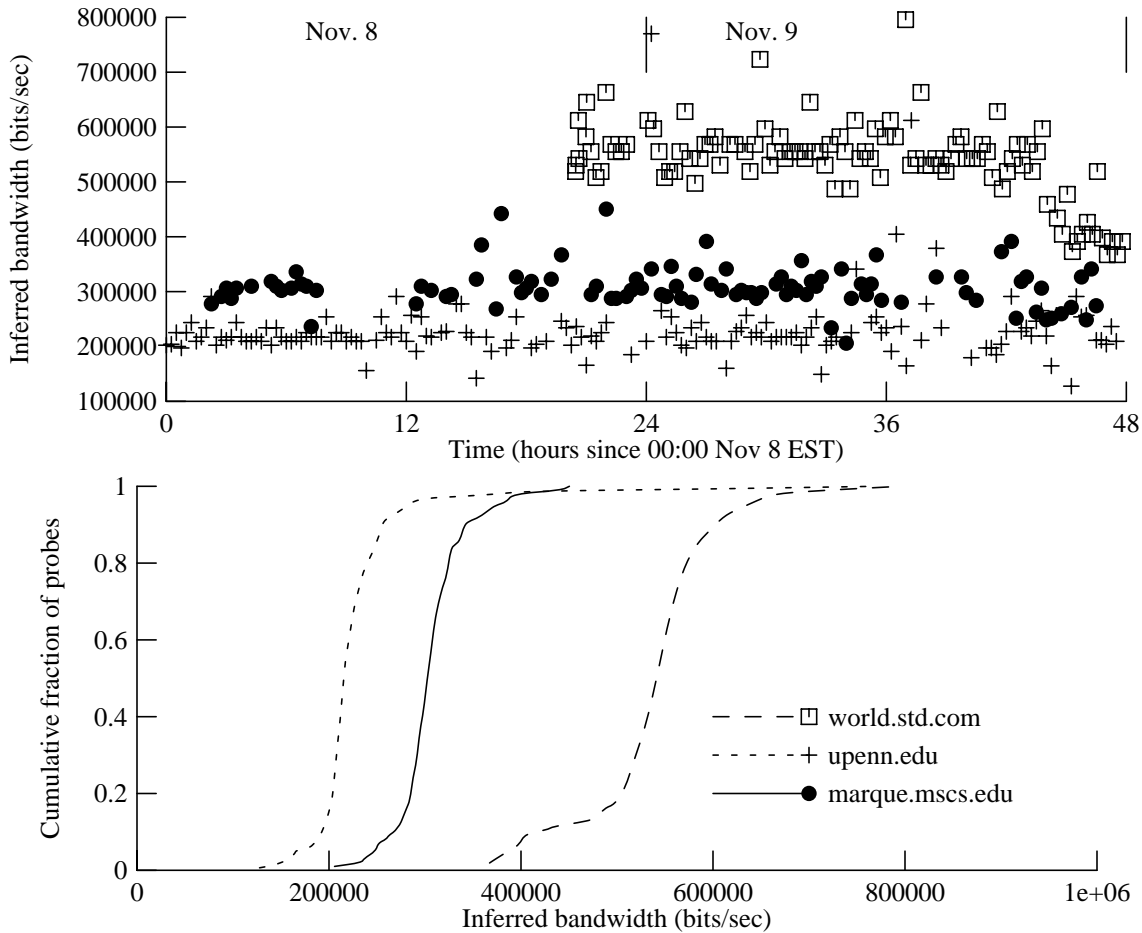 800000
700000
600000
500000
400000
300000
200000
100000
Inferred bandwidth (bits/sec)
Nov. 8
Nov. 9
0 12 24 36 48
Time (hours since 00:00 Nov 8 EST)
1
0.8
0.6
0.4
0.2
0
Cumulative fraction of probes
world.std.com
upenn.edu
marque.mscs.edu
0 200000 400000 600000 800000 1e+06
Inferred bandwidth (bits/sec)